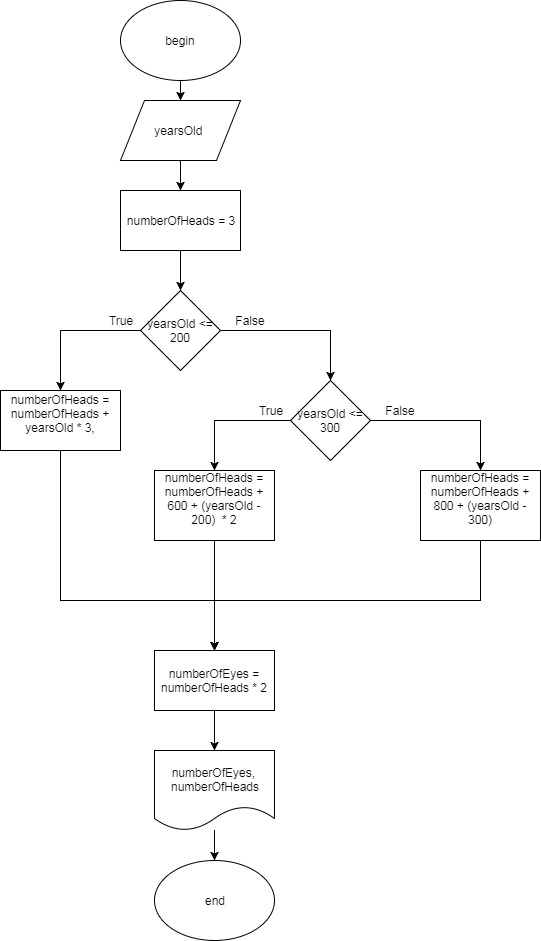 begin
yearsOld
numberOfHeads = 3
yearsOld <=
200
True
False
numberOfHeads =
numberOfHeads +
yearsOld * 3,
yearsOld <=
300
True
False
numberOfHeads =
numberOfHeads +
600 + (yearsOld -
200)  * 2
numberOfHeads =
numberOfHeads +
800 + (yearsOld -
300)
numberOfEyes =
numberOfHeads * 2
numberOfEyes,
numberOfHeads
end